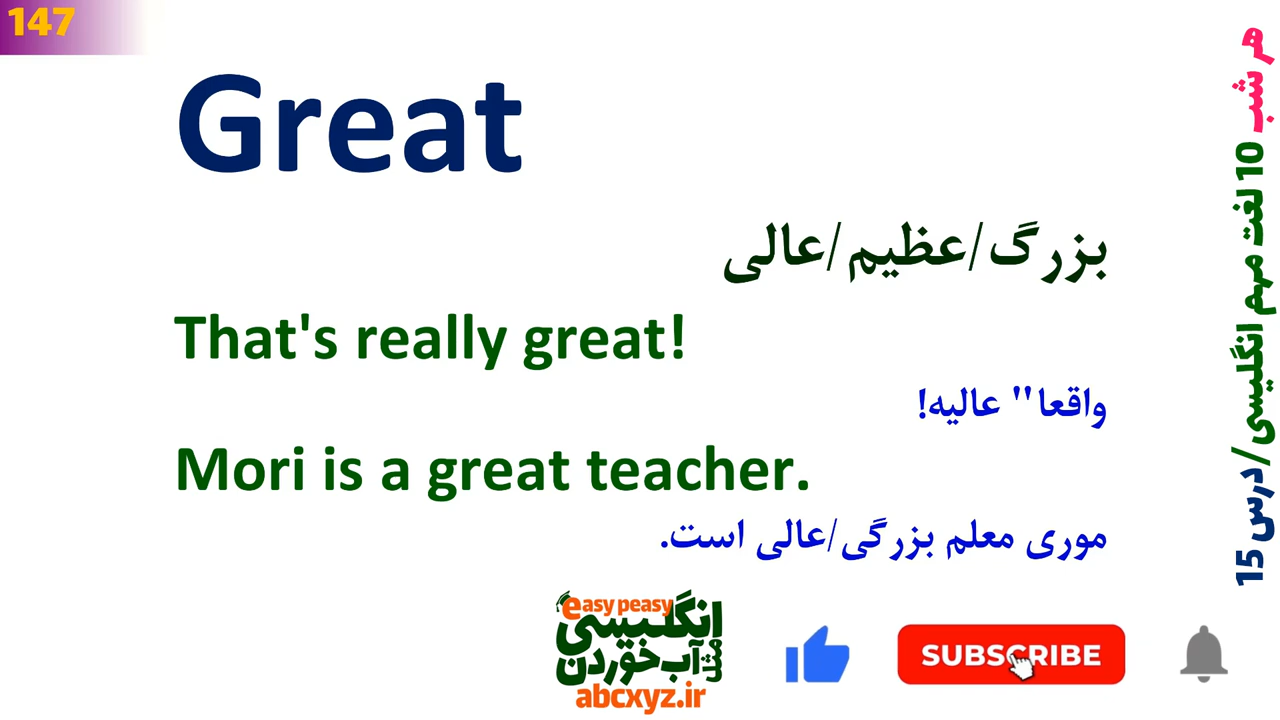 147
Great
بزرگ/عظیم/عالی
That's really great!
واقعا" عالیه!
Mori is a great teacher.
موری معلم بزرگی/عالی است.
هر شب 10 لغت مهم انگلیسی/درس 15
easy peasy
انگلیسی
مثل آب خوردن
abcxyz.ir
SUBSCRIBE